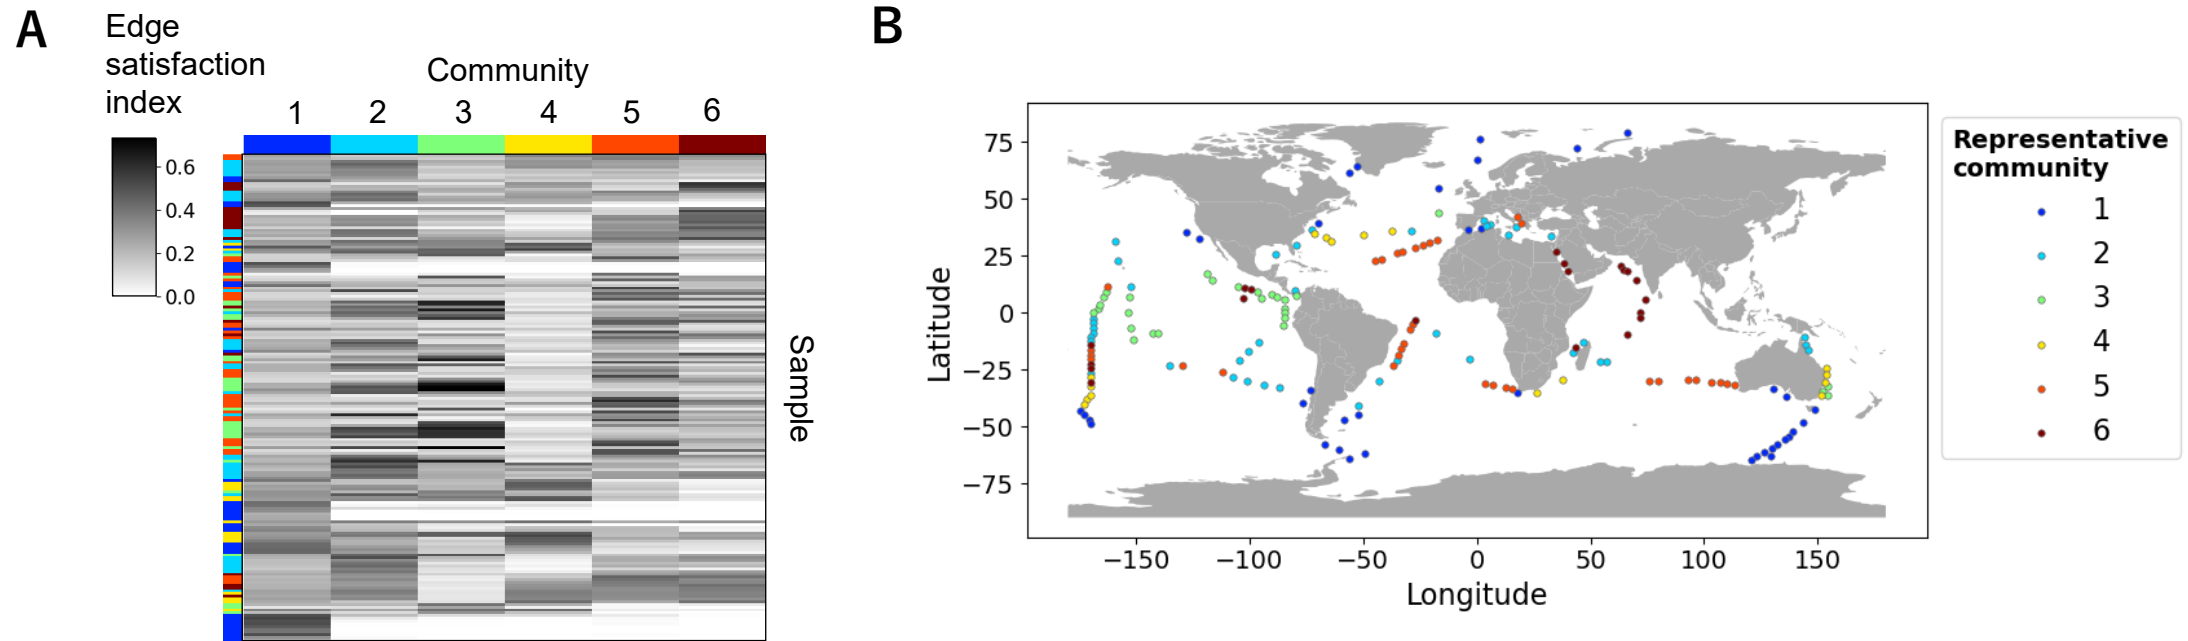 A
Edge
satisfaction
index
Community
1 2 3 4 5 6
0.6
0.4
0.2
0.0
Sample
B
75
50
25
0
−25
−50
−75
Latitude
−150 −100 −50 0 50 100 150
Longitude
Representative
community
1
2
3
4
5
6